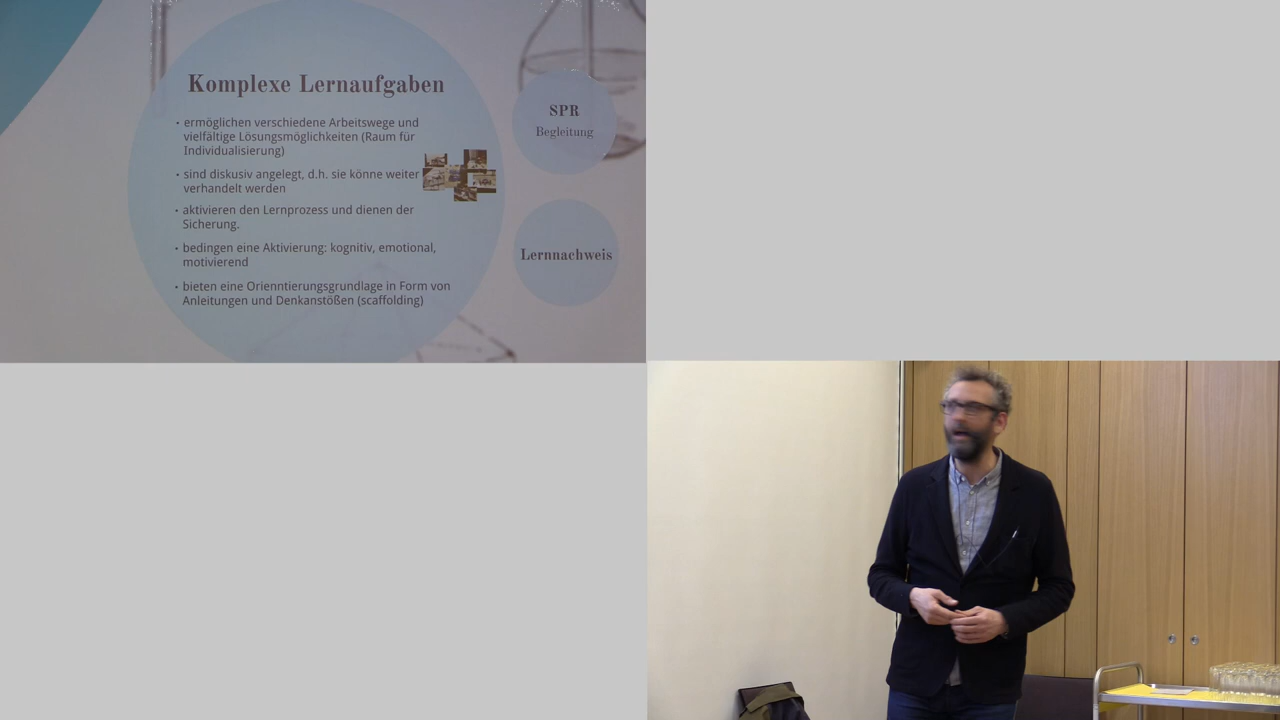 Komplexe Lernaufgaben
• ermöglichen verschiedene Arbeitswege und
vielfältige Lösungsmöglichkeiten (Raum für
Individualisierung)
• sind diskusiv angelegt, d.h. sie könne weiter
verhandelt werden
• aktivieren den Lernprozess und dienen der
Sicherung.
• bedingen eine Aktivierung: kognitiv, emotional,
motivierend
• bieten eine Orienntierungsgrundlage in Form von
Anleitungen und Denkanstößen (scaffolding)
SPR
Begleitung
Lernnachweis